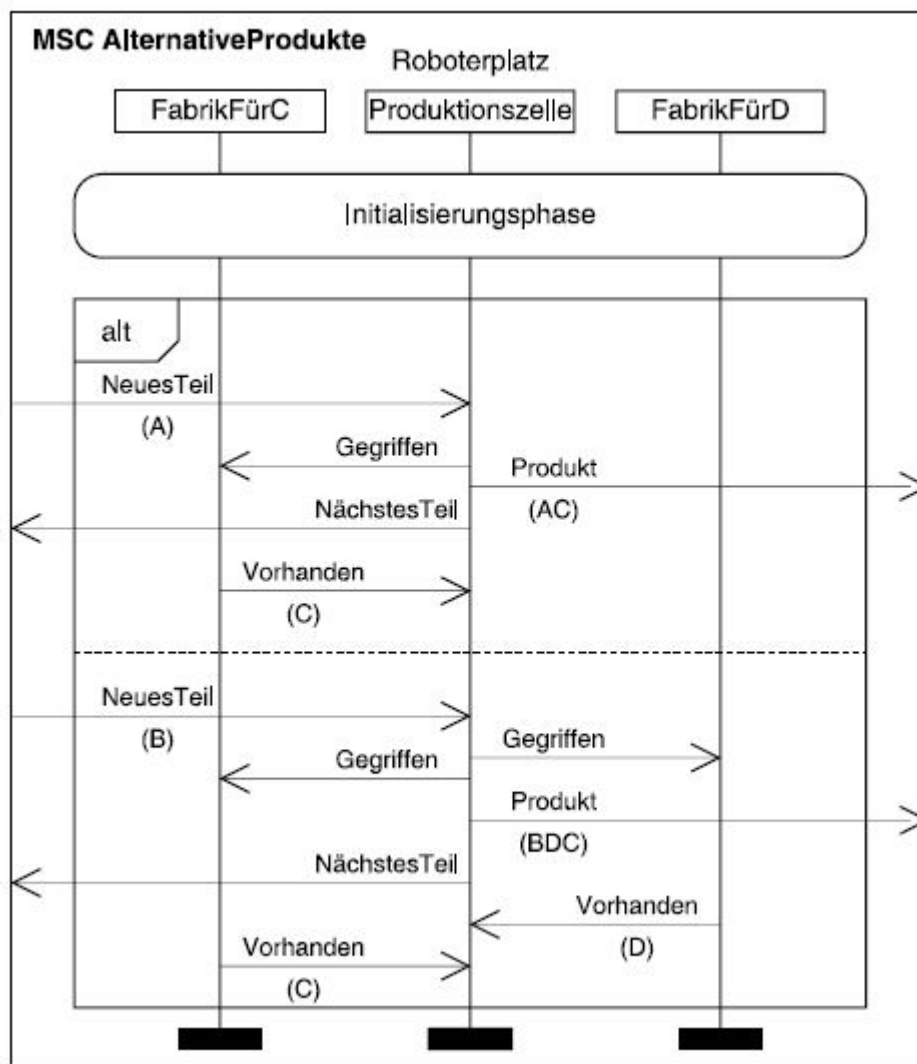 MSC AlternativeProdukte
Roboterplatz
FabrikFürC
Produktionszelle
FabrikFürD
Initialisierungsphase
alt
NeuesTeil
(A)
Gegriffen
Produkt
(AC)
NächstesTeil
Vorhanden
(C)
NeuesTeil
(B)
Gegriffen
Gegriffen
Produkt
(BDC)
NächstesTeil
Vorhanden
(D)
Vorhanden
(C)